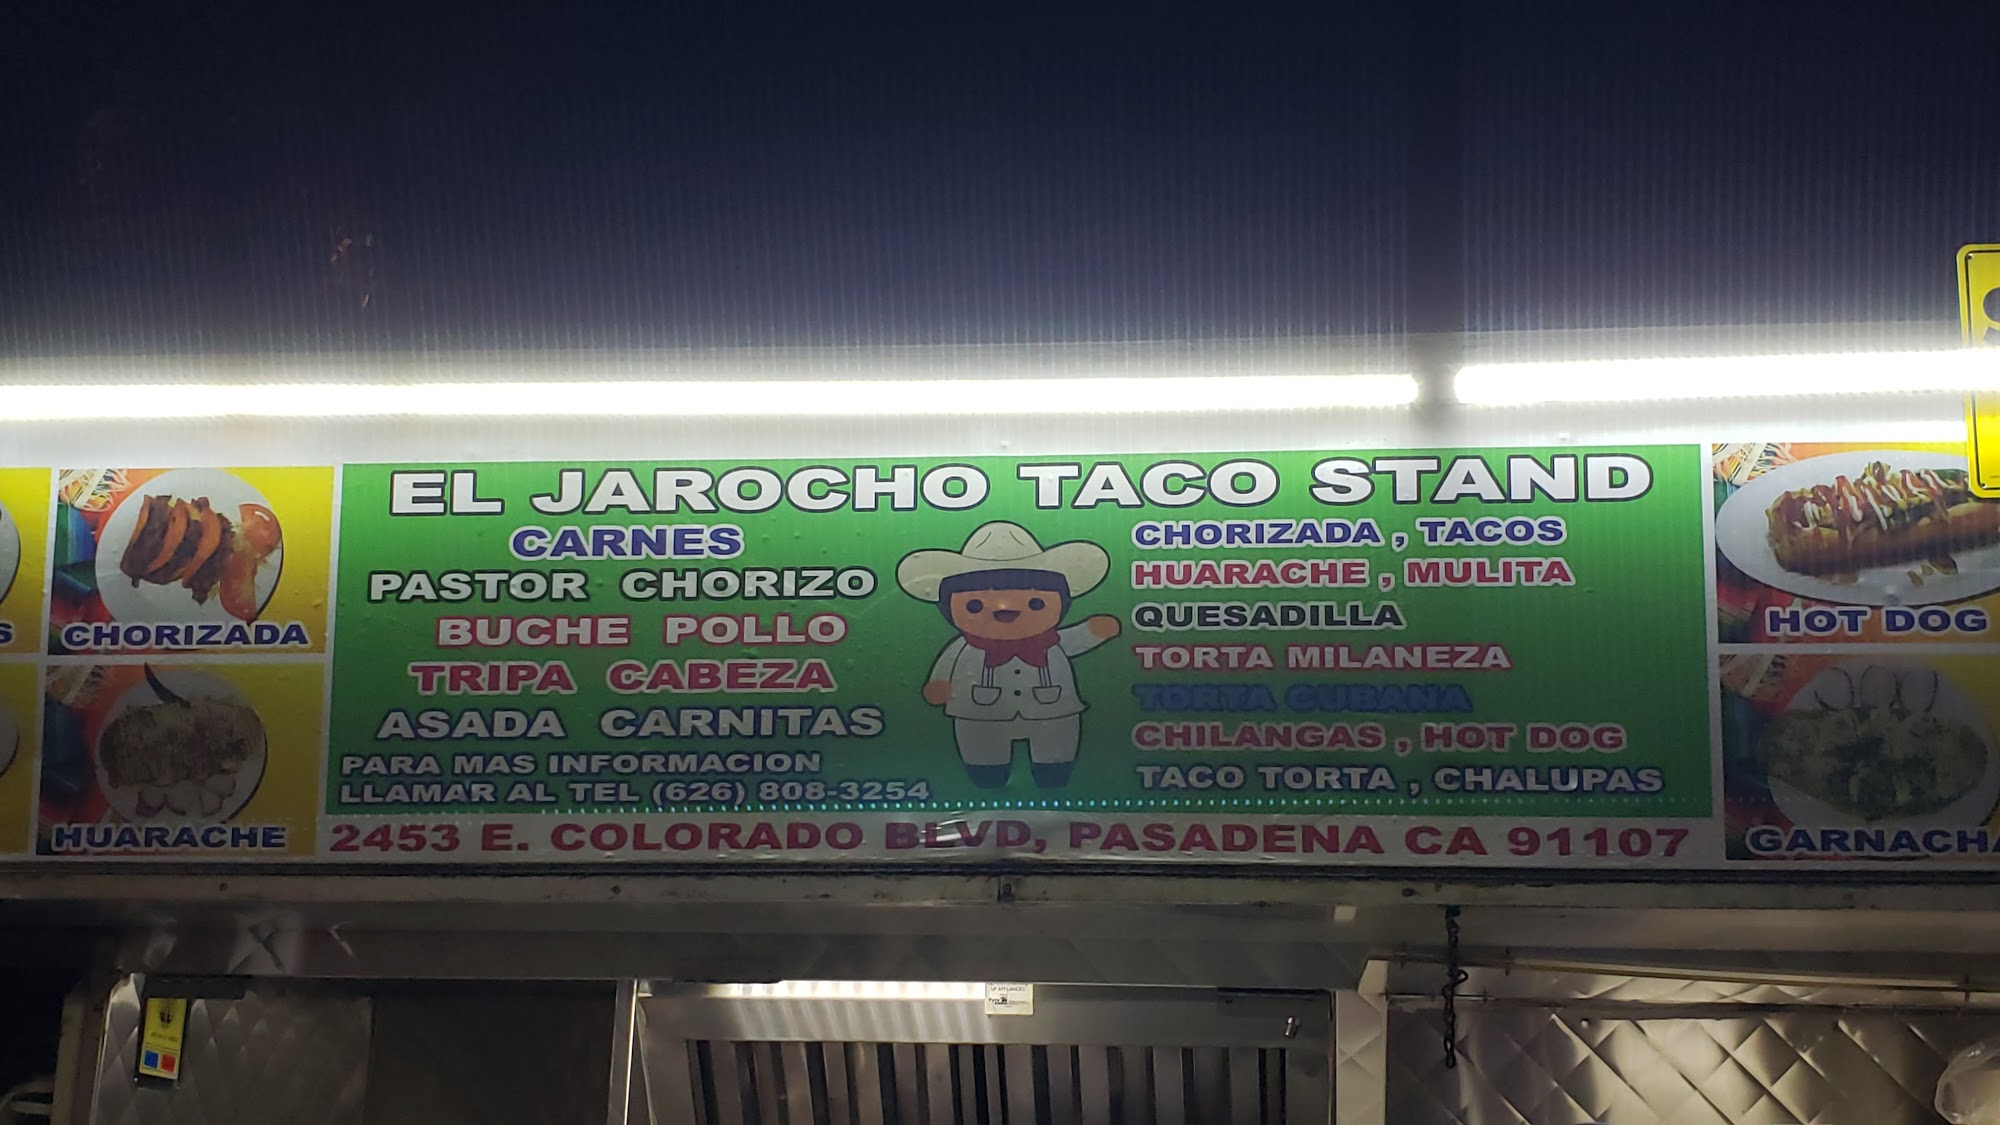 EL JAROCHO TACO STAND
CARNES
PASTOR CHORIZO
BUCHE POLLO
TRIPA CABEZA
ASADA CARNITAS
PARA MAS INFORMACION
LLAMAR AL TEL (626) 808-3254
CHORIZADA , TACOS
HUARACHE , MULITA
QUESADILLA
TORTA MILANEZA
TORTA CUBANA
CHILANGAS , HOT DOG
TACO TORTA , CHALUPAS
2453 E. COLORADO BLVD, PASADENA CA 91107
CHORIZADA
HUARACHE
HOT DOG
GARNACHA